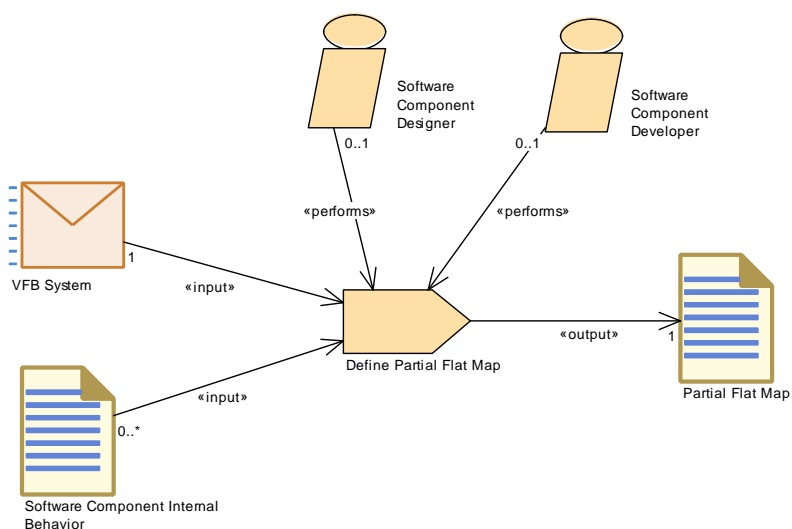 Software
Component
Designer
Software
Component
Developer
0..1
0..1
«performs»
«performs»
1
VFB System
«input»
«output»
1
Define Partial Flat Map
Partial Flat Map
«input»
0..*
Software Component Internal
Behavior